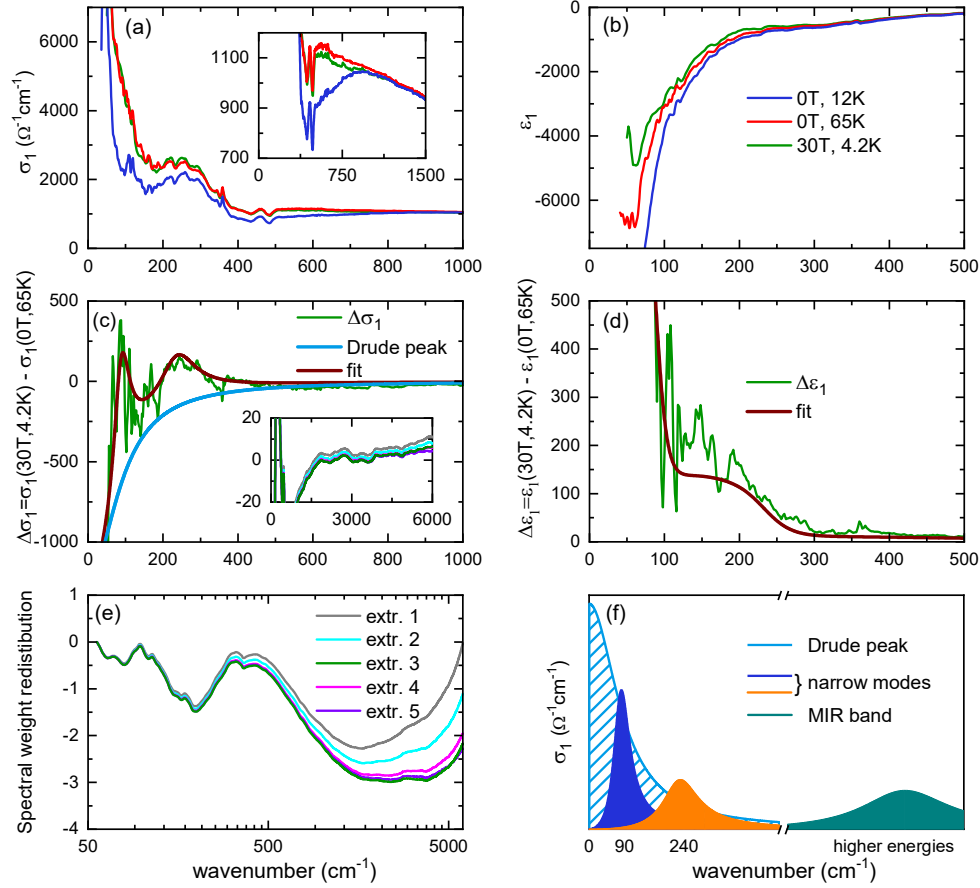 (a)
6000
4000
2000
0
σ₁ (Ω⁻¹cm⁻¹)
1100
900
700
0 750 1500
0 200 400 600 800 1000
(b)
0
-2000
-4000
-6000
ε₁
0T, 12K
0T, 65K
30T, 4.2K
0 100 200 300 400 500
(c)
500
250
0
-250
-500
-750
-1000
Δσ₁=σ₁(30T,4.2K) - σ₁(0T,65K)
Δσ₁
Drude peak
fit
20
0
-20
0 3000 6000
0 200 400 600 800 1000
(d)
500
400
300
200
100
0
Δε₁=ε₁(30T,4.2K) - ε₁(0T,65K)
Δε₁
fit
0 100 200 300 400 500
(e)
0
-1
-2
-3
-4
Spectral weight redistibution
extr. 1
extr. 2
extr. 3
extr. 4
extr. 5
50 500 5000
wavenumber (cm⁻¹)
(f)
σ₁ (Ω⁻¹cm⁻¹)
Drude peak
} narrow modes
MIR band
0 90 240 higher energies
wavenumber (cm⁻¹)